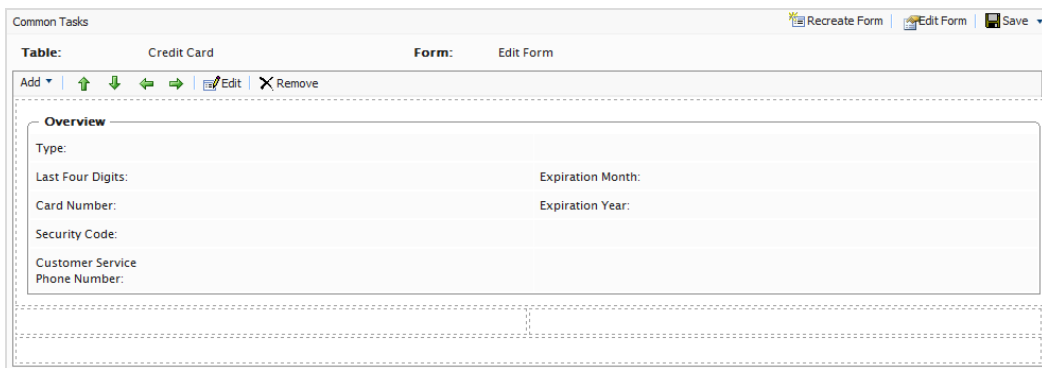 Common Tasks Recreate Form Edit Form Save
Table: Credit Card Form: Edit Form
Add Edit Remove
Overview
Type:
Last Four Digits: Expiration Month:
Card Number: Expiration Year:
Security Code:
Customer Service
Phone Number: